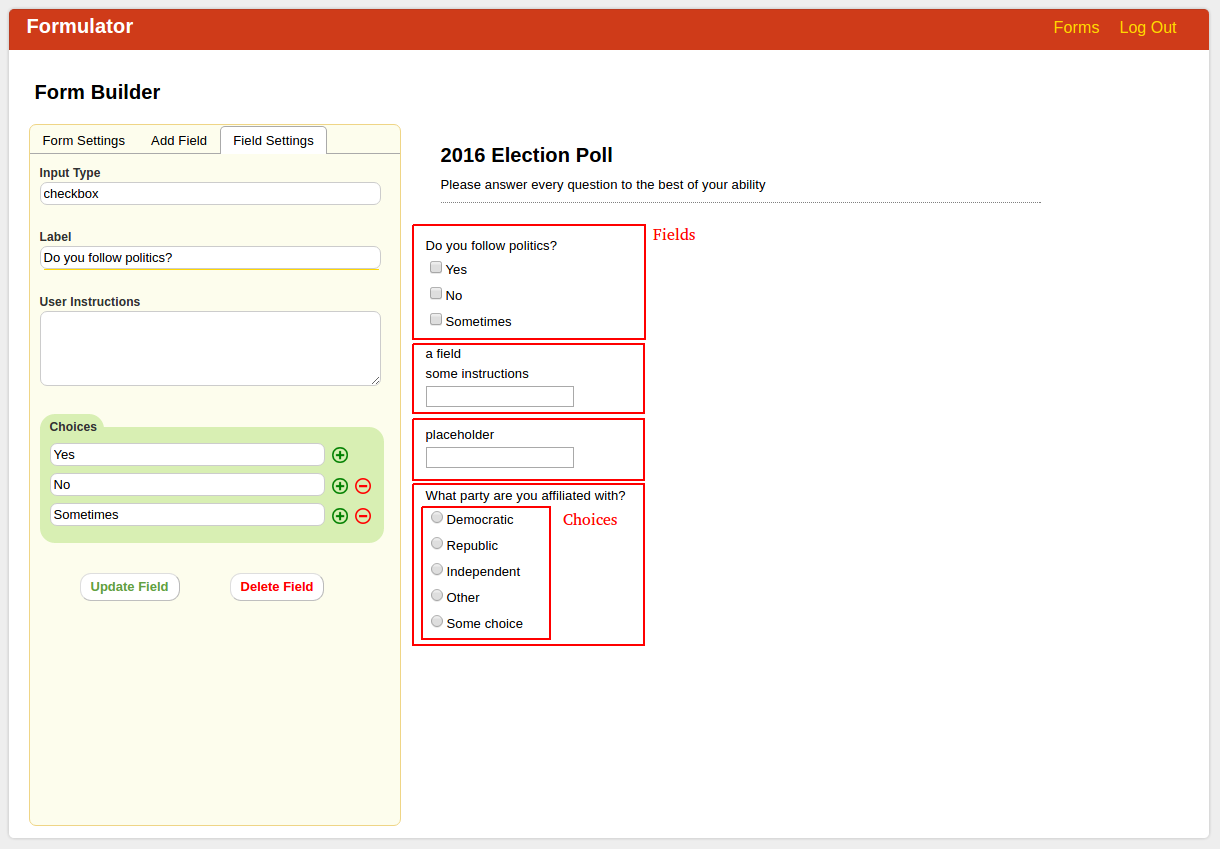 Formulator
Forms Log Out
Form Builder
Form Settings Add Field Field Settings
Input Type
checkbox
Label
Do you follow politics?
User Instructions
Choices
Yes
No
Sometimes
Update Field Delete Field
2016 Election Poll
Please answer every question to the best of your ability
Fields
Do you follow politics?
Yes
No
Sometimes
a field
some instructions
placeholder
What party are you affiliated with?
Choices
Democratic
Republic
Independent
Other
Some choice